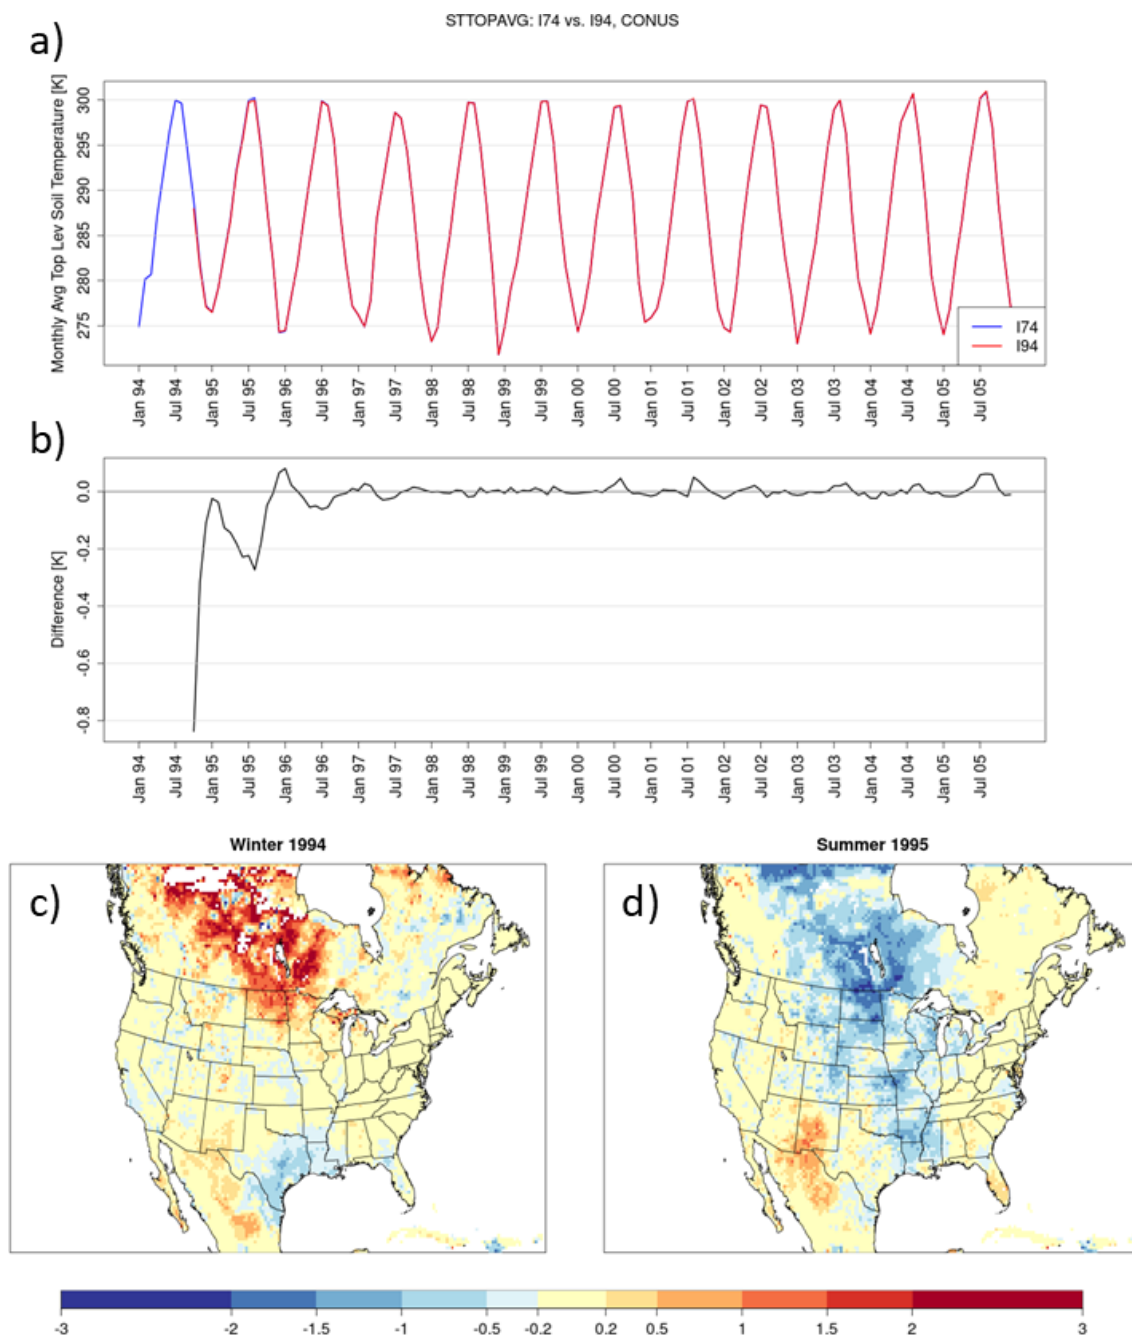 STTOPAVG: I74 vs. I94, CONUS
a)
Monthly Avg Top Lev Soil Temperature [K]
300
295
290
285
280
275
I74
I94
Jan 94 Jul 94 Jan 95 Jul 95 Jan 96 Jul 96 Jan 97 Jul 97 Jan 98 Jul 98 Jan 99 Jul 99 Jan 00 Jul 00 Jan 01 Jul 01 Jan 02 Jul 02 Jan 03 Jul 03 Jan 04 Jul 04 Jan 05 Jul 05
b)
Difference [K]
0.0
-0.2
-0.4
-0.6
-0.8
Jan 94 Jul 94 Jan 95 Jul 95 Jan 96 Jul 96 Jan 97 Jul 97 Jan 98 Jul 98 Jan 99 Jul 99 Jan 00 Jul 00 Jan 01 Jul 01 Jan 02 Jul 02 Jan 03 Jul 03 Jan 04 Jul 04 Jan 05 Jul 05
Winter 1994
Summer 1995
c)
d)
-3 -2 -1.5 -1 -0.5 -0.2 0.2 0.5 1 1.5 2 3